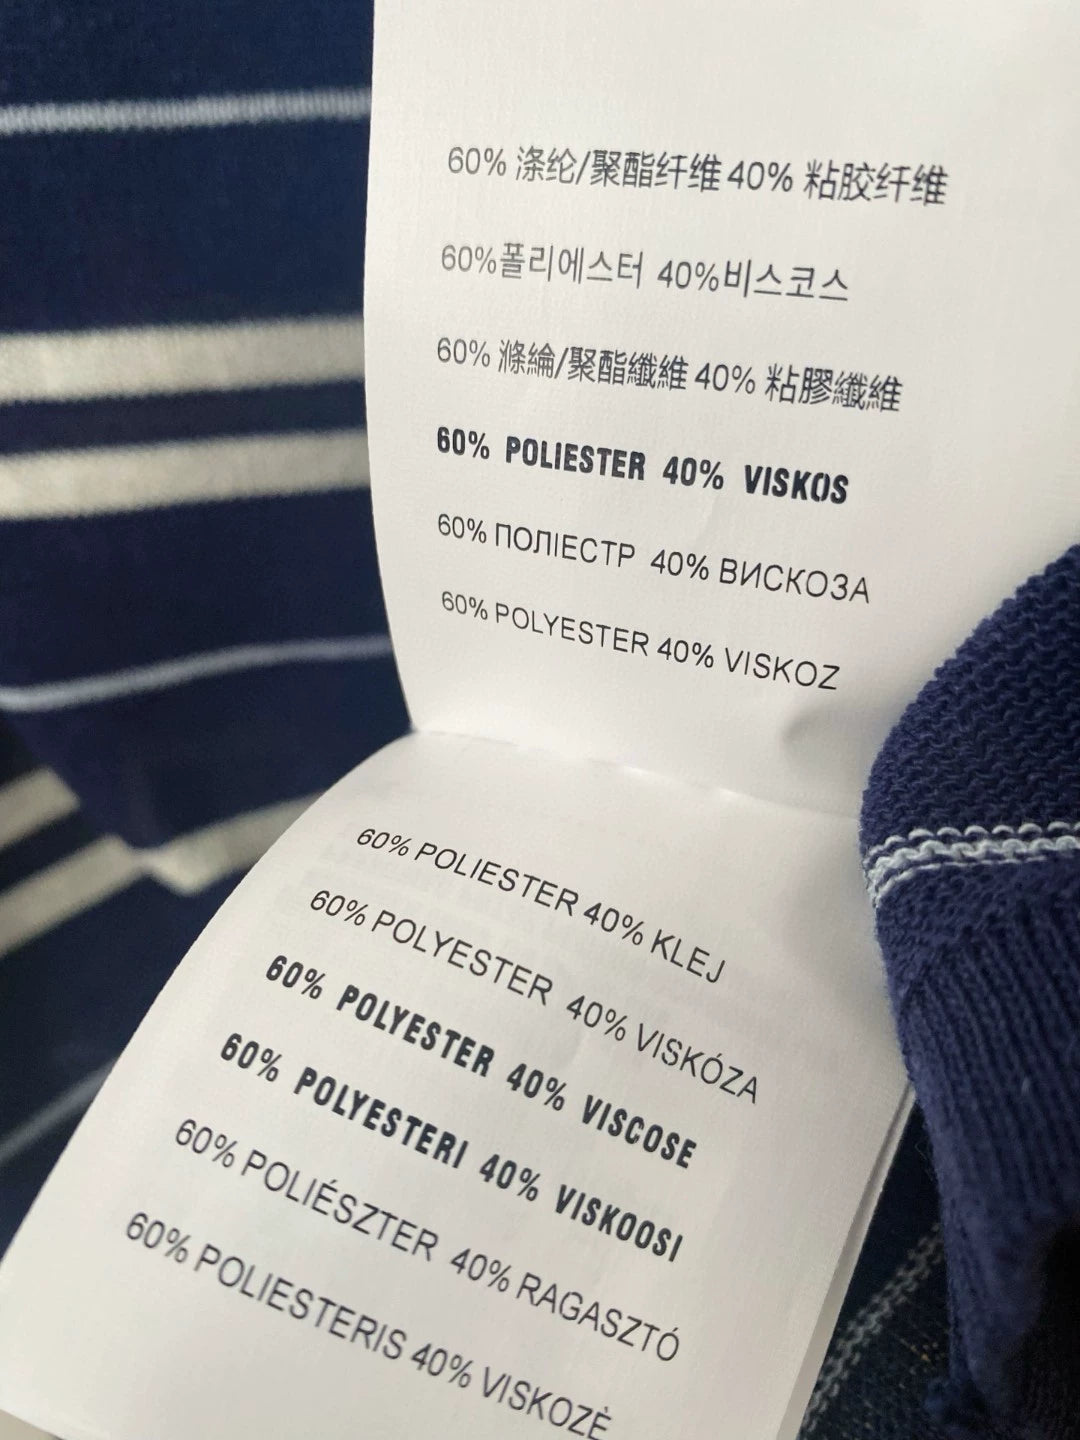 60% 涤纶/聚酯纤维 40% 粘胶纤维
60%폴리에스터 40%비스코스
60% 滌綸/聚酯纖維 40% 粘膠纖維
60% POLIESTER 40% VISKOS
60% ПОЛІЕСТР 40% ВИСКОЗА
60% POLYESTER 40% VISKOZ
60% POLIESTER 40% KLEJ
60% POLYESTER 40% VISKÓZA
60% POLYESTER 40% VISCOSE
60% POLYESTERI 40% VISKOOSI
60% POLIÉSZTER 40% RAGASZTÓ
60% POLIESTERIS 40% VISKOZĖ